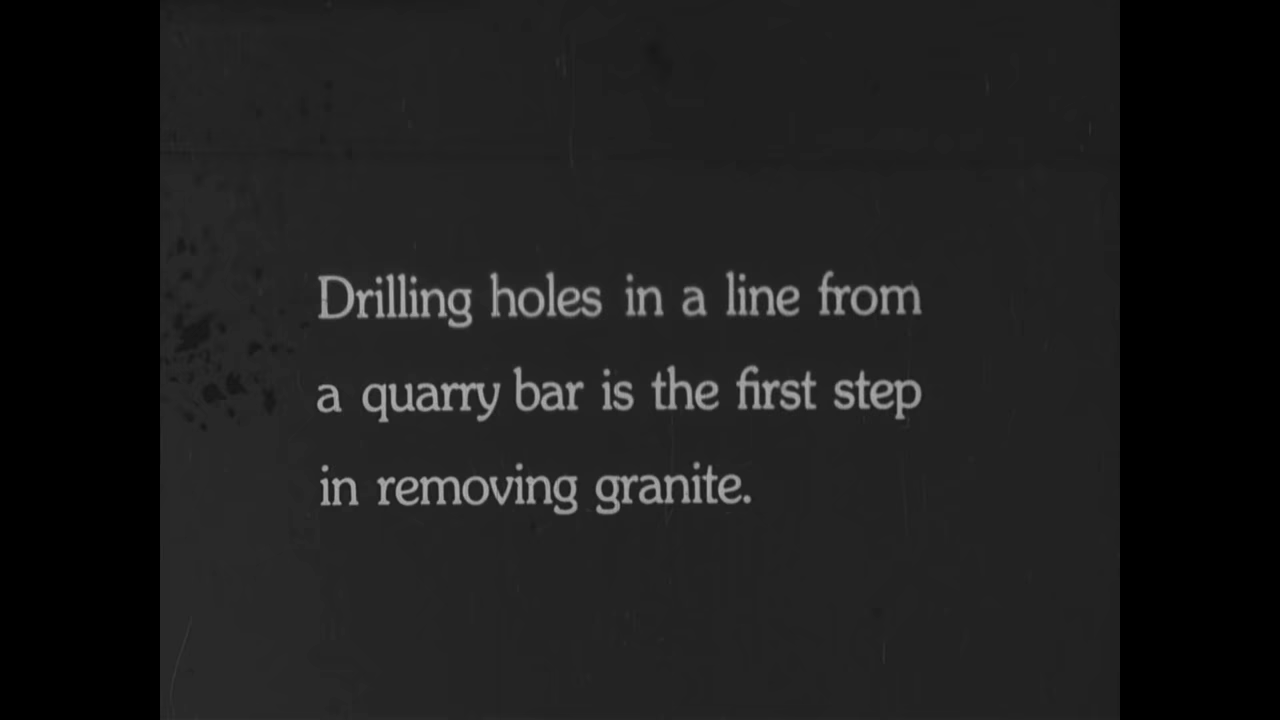 Drilling holes in a line from
a quarry bar is the first step
in removing granite.